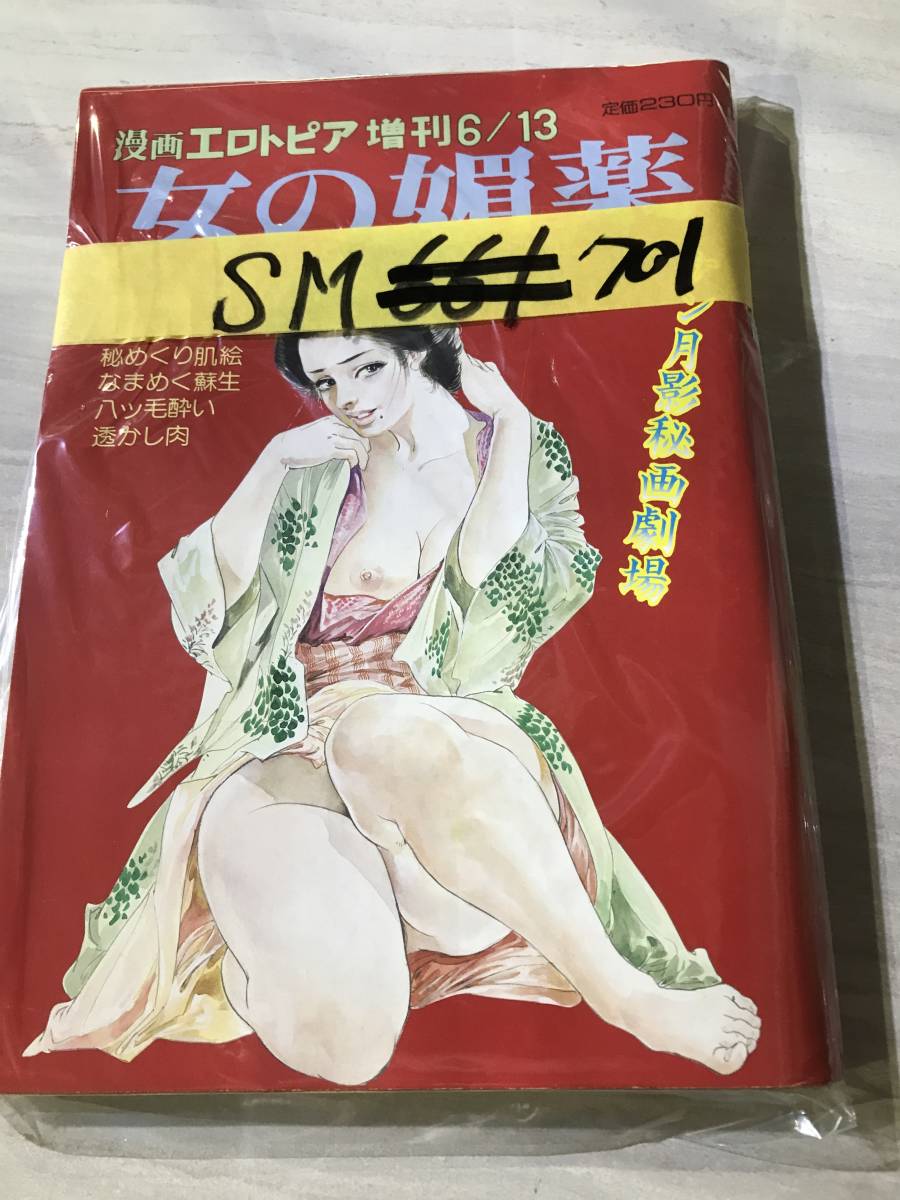 定価230円
漫画エロトピア 増刊6/13
女の媚薬
SM 661 701
秘めくり肌絵
なまめく蘇生
八ッ毛酔い
透かし肉
ン月影秘画劇場